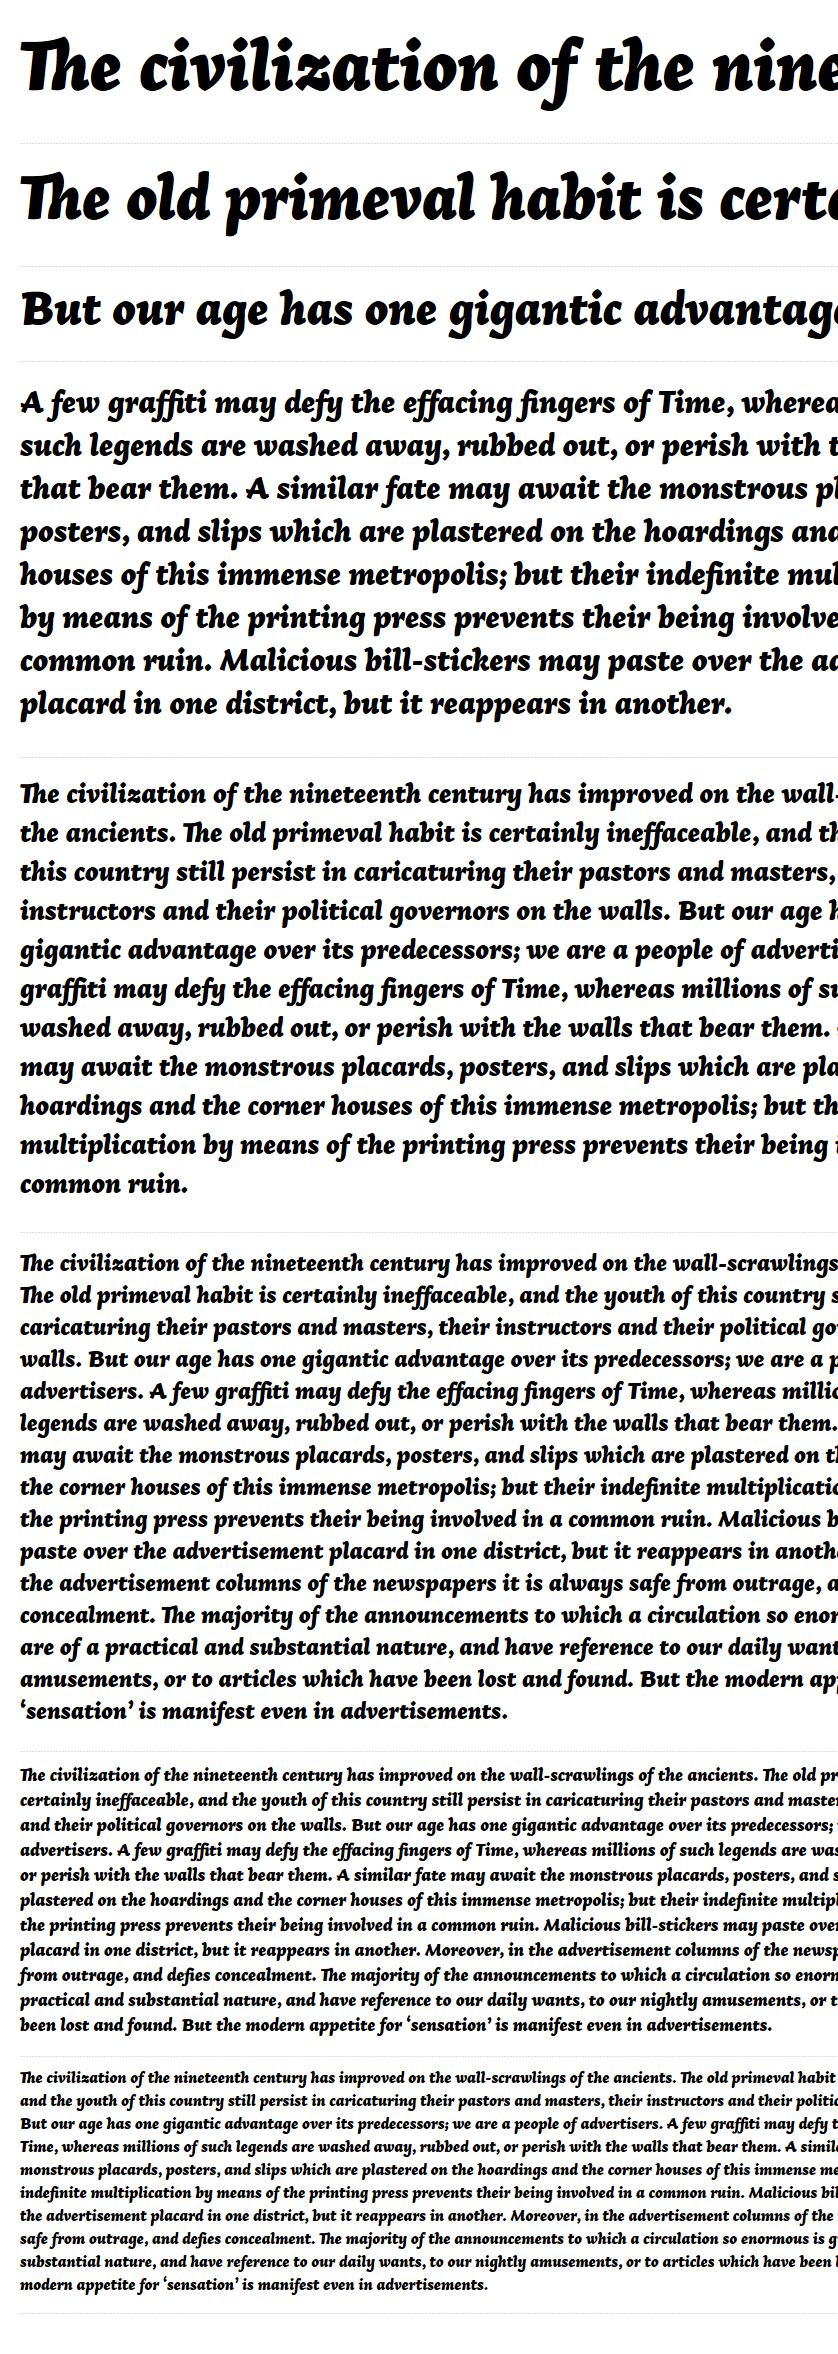 The civilization of the nine
The old primeval habit is certa
But our age has one gigantic advantage
A few graffiti may defy the effacing fingers of Time, wherea
such legends are washed away, rubbed out, or perish with t
that bear them. A similar fate may await the monstrous pl
posters, and slips which are plastered on the hoardings and
houses of this immense metropolis; but their indefinite mul
by means of the printing press prevents their being involve
common ruin. Malicious bill-stickers may paste over the ad
placard in one district, but it reappears in another.
The civilization of the nineteenth century has improved on the wall-
the ancients. The old primeval habit is certainly ineffaceable, and th
this country still persist in caricaturing their pastors and masters,
instructors and their political governors on the walls. But our age h
gigantic advantage over its predecessors; we are a people of adverti
graffiti may defy the effacing fingers of Time, whereas millions of su
washed away, rubbed out, or perish with the walls that bear them.
may await the monstrous placards, posters, and slips which are pla
hoardings and the corner houses of this immense metropolis; but th
multiplication by means of the printing press prevents their being i
common ruin.
The civilization of the nineteenth century has improved on the wall-scrawlings
The old primeval habit is certainly ineffaceable, and the youth of this country s
caricaturing their pastors and masters, their instructors and their political gov
walls. But our age has one gigantic advantage over its predecessors; we are a p
advertisers. A few graffiti may defy the effacing fingers of Time, whereas millio
legends are washed away, rubbed out, or perish with the walls that bear them.
may await the monstrous placards, posters, and slips which are plastered on th
the corner houses of this immense metropolis; but their indefinite multiplicatio
the printing press prevents their being involved in a common ruin. Malicious b
paste over the advertisement placard in one district, but it reappears in anothe
the advertisement columns of the newspapers it is always safe from outrage, a
concealment. The majority of the announcements to which a circulation so enor
are of a practical and substantial nature, and have reference to our daily want
amusements, or to articles which have been lost and found. But the modern app
‘sensation’ is manifest even in advertisements.
The civilization of the nineteenth century has improved on the wall-scrawlings of the ancients. The old pr
certainly ineffaceable, and the youth of this country still persist in caricaturing their pastors and master
and their political governors on the walls. But our age has one gigantic advantage over its predecessors;
advertisers. A few graffiti may defy the effacing fingers of Time, whereas millions of such legends are was
or perish with the walls that bear them. A similar fate may await the monstrous placards, posters, and s
plastered on the hoardings and the corner houses of this immense metropolis; but their indefinite multipl
the printing press prevents their being involved in a common ruin. Malicious bill-stickers may paste over
placard in one district, but it reappears in another. Moreover, in the advertisement columns of the newsp
from outrage, and defies concealment. The majority of the announcements to which a circulation so enorm
practical and substantial nature, and have reference to our daily wants, to our nightly amusements, or t
been lost and found. But the modern appetite for ‘sensation’ is manifest even in advertisements.
The civilization of the nineteenth century has improved on the wall-scrawlings of the ancients. The old primeval habit
and the youth of this country still persist in caricaturing their pastors and masters, their instructors and their politic
But our age has one gigantic advantage over its predecessors; we are a people of advertisers. A few graffiti may defy t
Time, whereas millions of such legends are washed away, rubbed out, or perish with the walls that bear them. A simila
monstrous placards, posters, and slips which are plastered on the hoardings and the corner houses of this immense me
indefinite multiplication by means of the printing press prevents their being involved in a common ruin. Malicious bil
the advertisement placard in one district, but it reappears in another. Moreover, in the advertisement columns of the
safe from outrage, and defies concealment. The majority of the announcements to which a circulation so enormous is g
substantial nature, and have reference to our daily wants, to our nightly amusements, or to articles which have been l
modern appetite for ‘sensation’ is manifest even in advertisements.